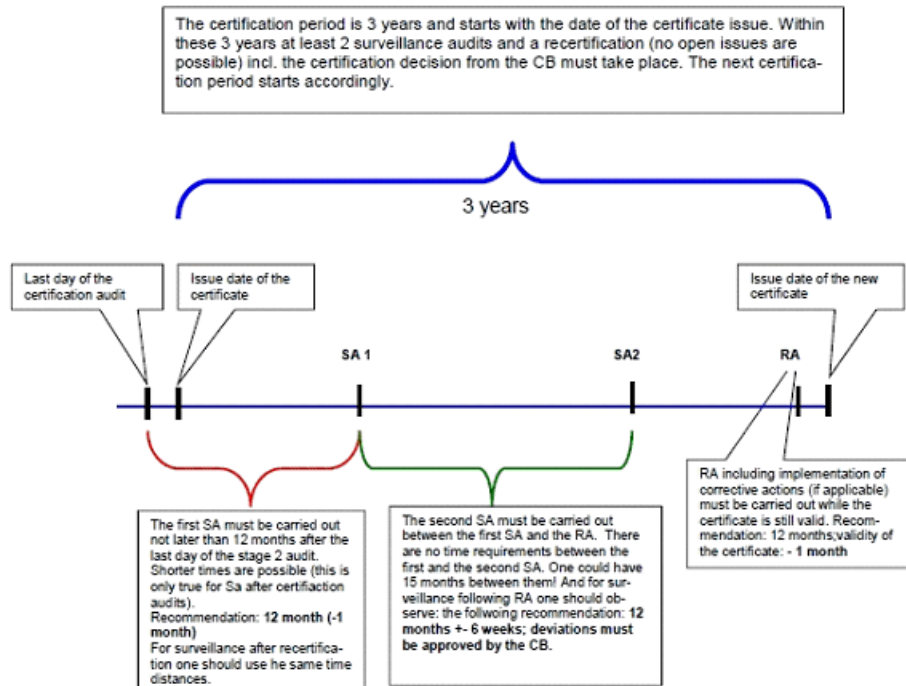 The certification period is 3 years and starts with the date of the certificate issue. Within
these 3 years at least 2 surveillance audits and a recertification (no open issues are
possible) incl. the certification decision from the CB must take place. The next certifica-
tion period starts accordingly.
3 years
Last day of the
certification audit
Issue date of the
certificate
Issue date of the new
certificate
SA 1
SA2
RA
The first SA must be carried out
not later than 12 months after the
last day of the stage 2 audit.
Shorter times are possible (this is
only true for Sa after certifiaction
audits).
Recommendation: 12 month (-1
month)
For surveillance after recertifi-
cation one should use he same time
distances.
The second SA must be carried out
between the first SA and the RA. There
are no time requirements between the
first and the second SA. One could have
15 months between them! And for sur-
veillance following RA one should ob-
serve: the follwoing recommendation: 12
months +- 6 weeks; deviations must
be approved by the CB.
RA including implementation of
corrective actions (if applicable)
must be carried out while the
certificate is still valid. Recom-
mendation: 12 months;validity of
the certificate: - 1 month